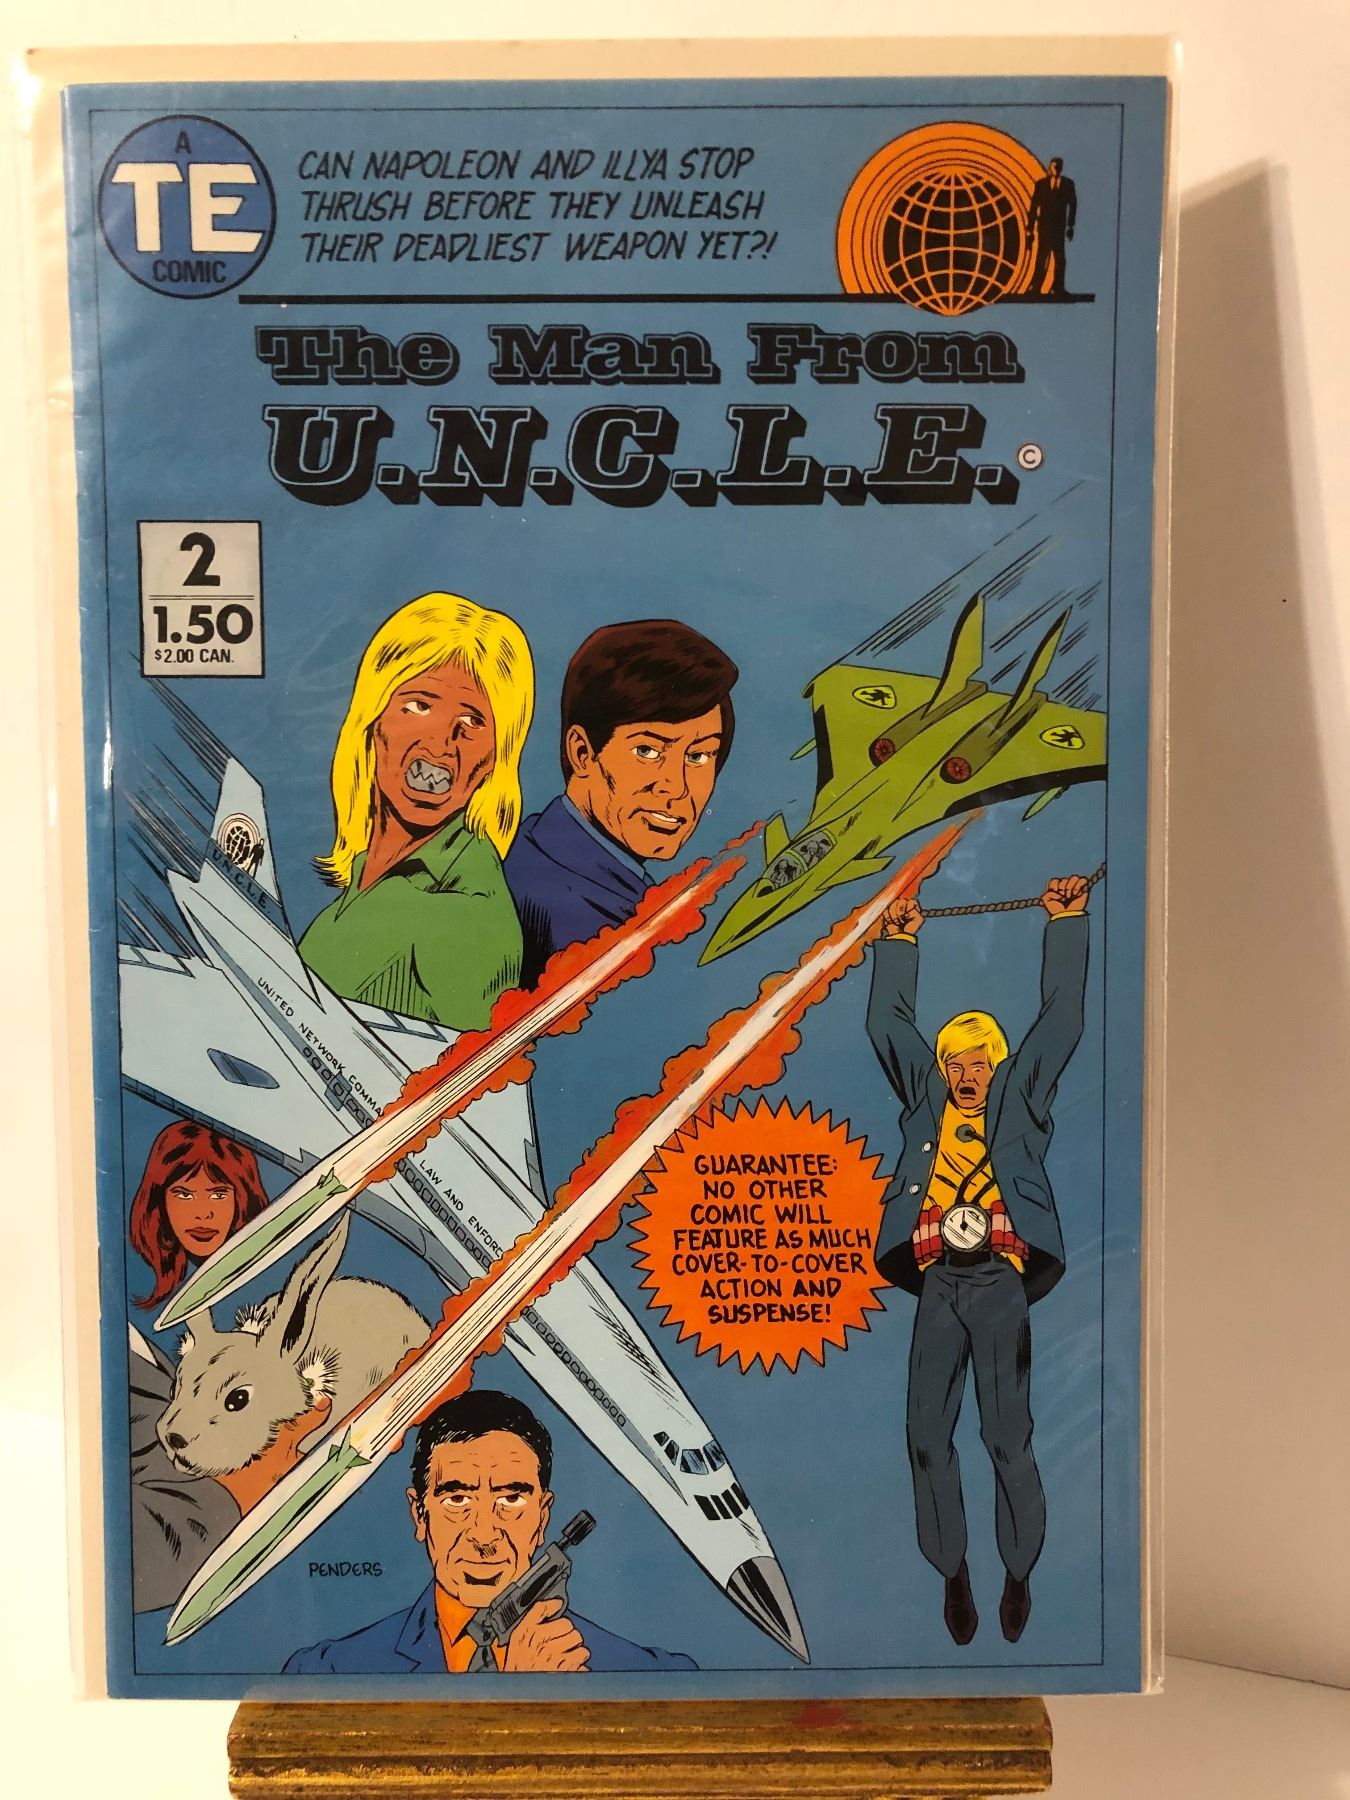 A
TE
COMIC
CAN NAPOLEON AND ILLYA STOP
THRUSH BEFORE THEY UNLEASH
THEIR DEADLIEST WEAPON YET?!
The Man From
U.N.C.L.E.©
2
1.50
$2.00 CAN.
U.N.C.L.E.
UNITED NETWORK COMMA
LAW AND ENFORC
GUARANTEE:
NO OTHER
COMIC WILL
FEATURE AS MUCH
COVER-TO-COVER
ACTION AND
SUSPENSE!
PENDERS